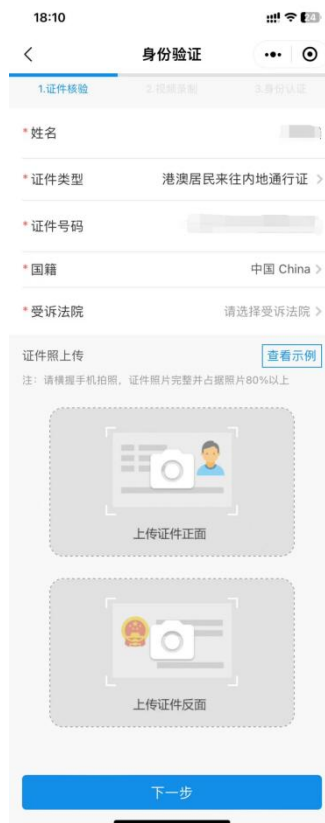 18:10
24
身份验证
1.证件核验 2.视频录制 3.身份认证
*姓名
*证件类型 港澳居民来往内地通行证 >
*证件号码
*国籍 中国 China >
*受诉法院 请选择受诉法院 >
证件照上传 查看示例
注：请横握手机拍照，证件照片完整并占据照片80%以上
上传证件正面
上传证件反面
下一步